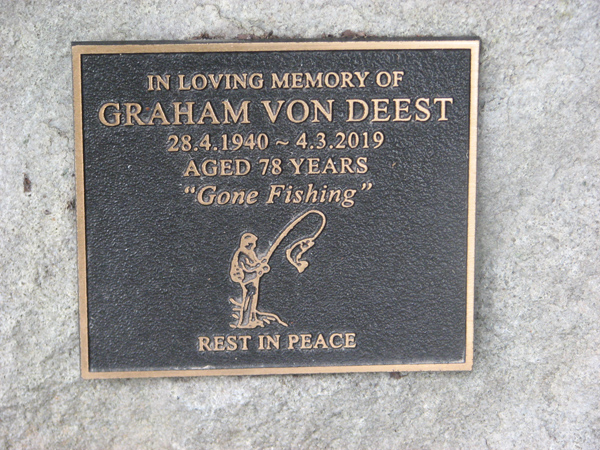 IN LOVING MEMORY OF
GRAHAM VON DEEST
28.4.1940 ~ 4.3.2019
AGED 78 YEARS
"Gone Fishing"
REST IN PEACE